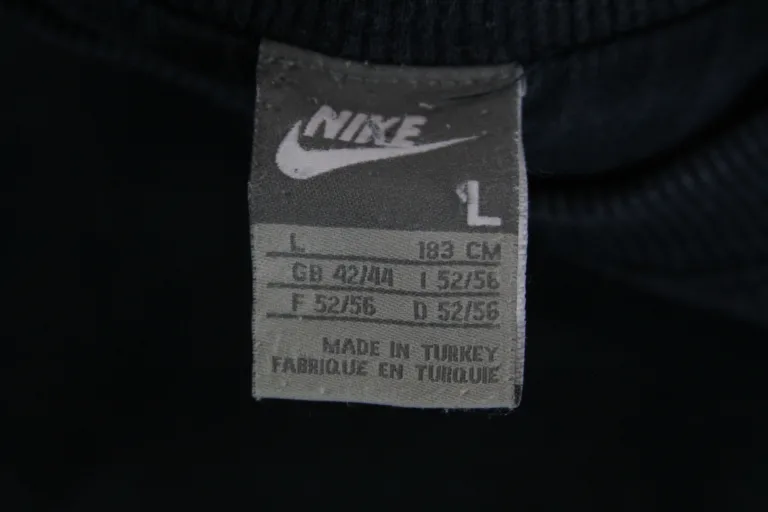 NIKE
L
L 183 CM
GB 42/44 I 52/56
F 52/56 D 52/56
MADE IN TURKEY
FABRIQUE EN TURQUIE